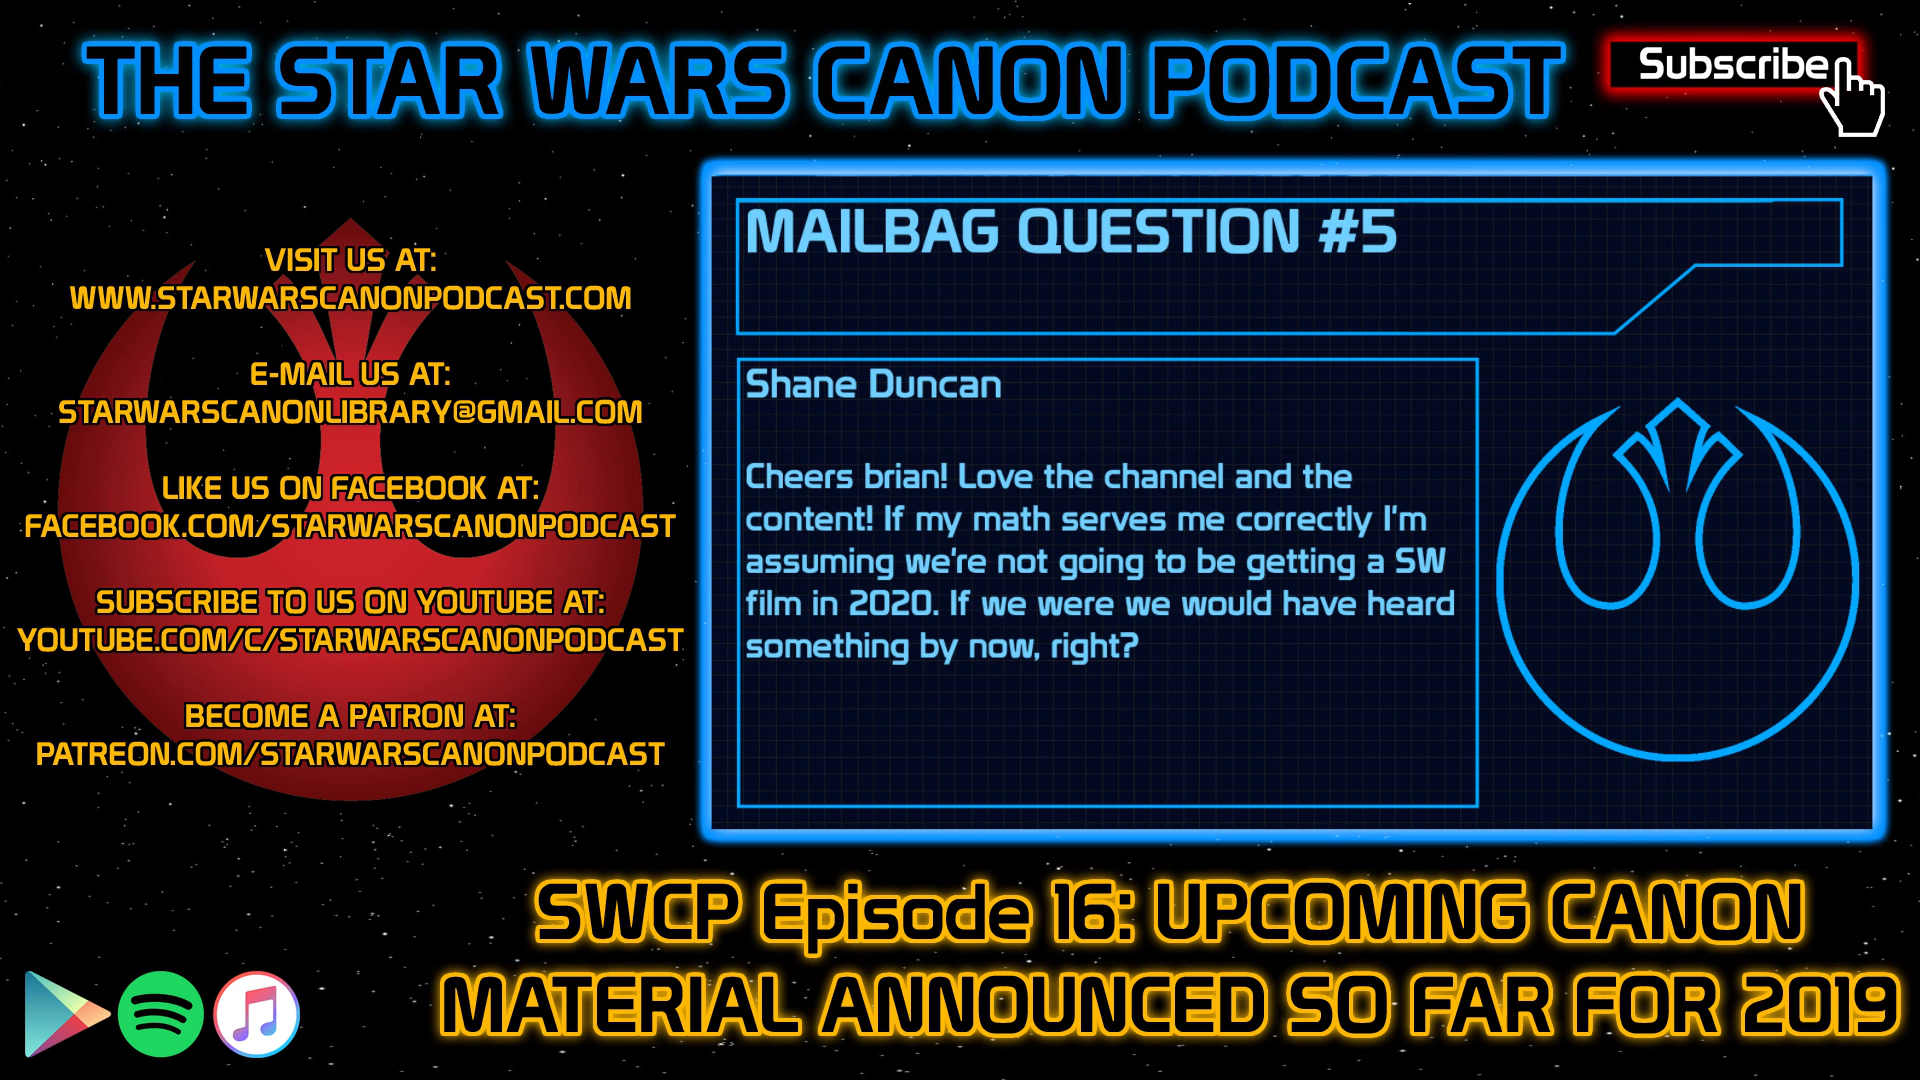 THE STAR WARS CANON PODCAST
Subscribe
VISIT US AT:
WWW.STARWARSCANONPODCAST.COM
E-MAIL US AT:
STARWARSCANONLIBRARY@GMAIL.COM
LIKE US ON FACEBOOK AT:
FACEBOOK.COM/STARWARSCANONPODCAST
SUBSCRIBE TO US ON YOUTUBE AT:
YOUTUBE.COM/C/STARWARSCANONPODCAST
BECOME A PATRON AT:
PATREON.COM/STARWARSCANONPODCAST
MAILBAG QUESTION #5
Shane Duncan
Cheers brian! Love the channel and the
content! If my math serves me correctly I'm
assuming we're not going to be getting a SW
film in 2020. If we were we would have heard
something by now, right?
SWCP Episode 16: UPCOMING CANON
MATERIAL ANNOUNCED SO FAR FOR 2019